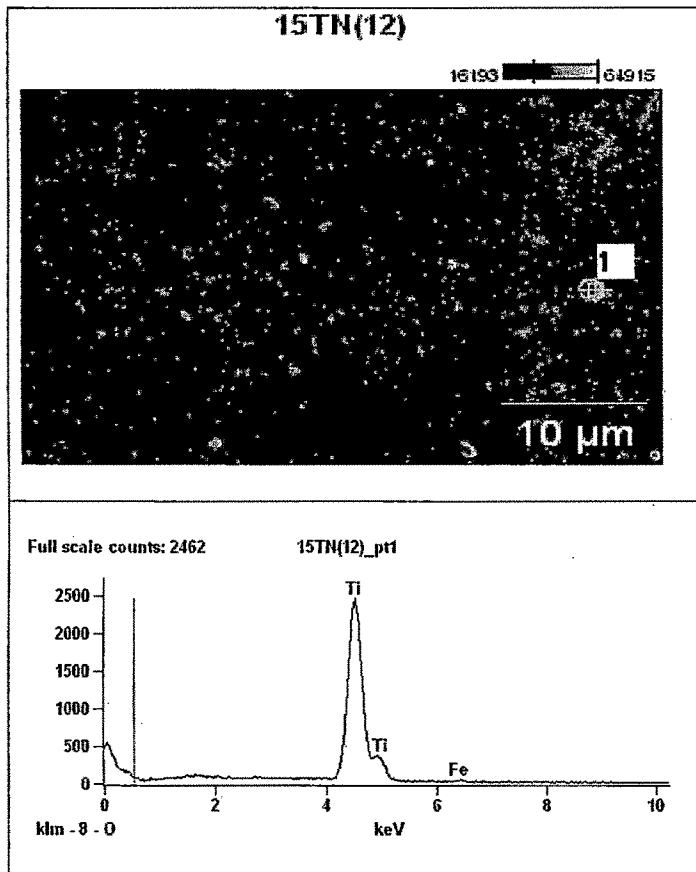 15TN(12)
16193 64915
1
10 µm
Full scale counts: 2462 15TN(12)_pt1
2500
2000
1500
1000
500
0
Ti
Ti
Fe
0 2 4 6 8 10
klm - 8 - O keV